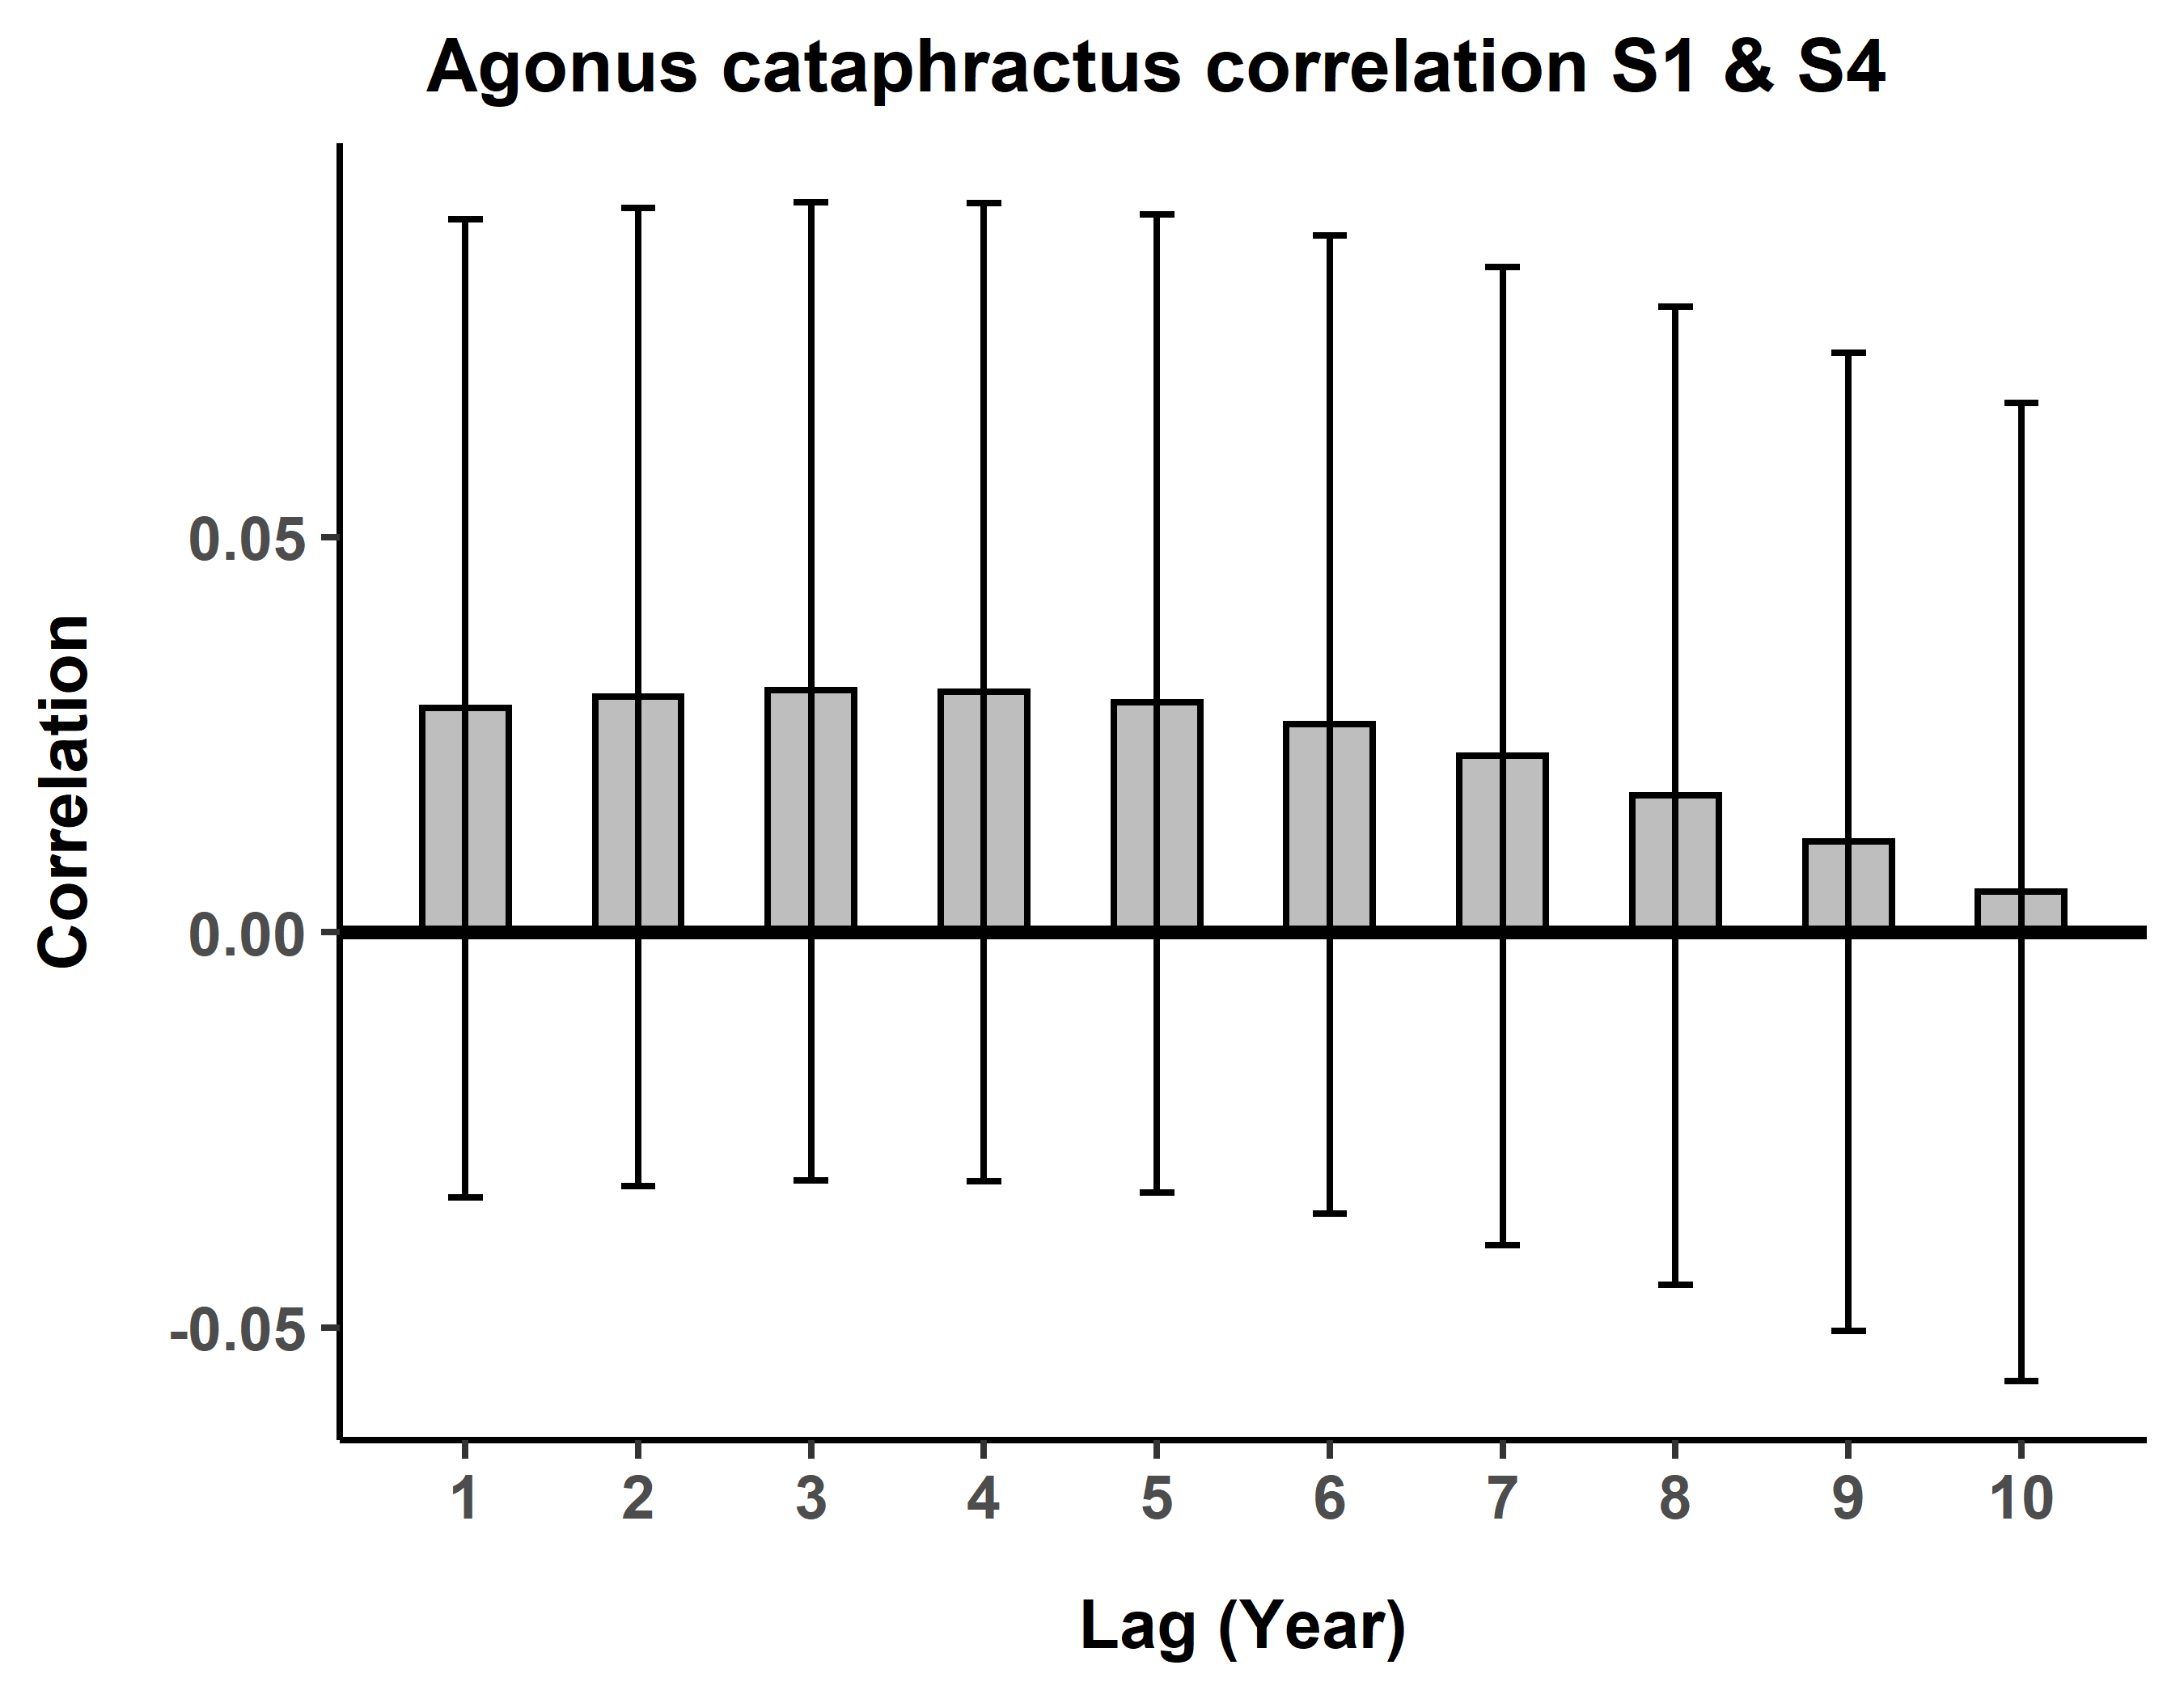 Agonus cataphractus correlation S1 & S4
Correlation
0.05
0.00
-0.05
1 2 3 4 5 6 7 8 9 10
Lag (Year)